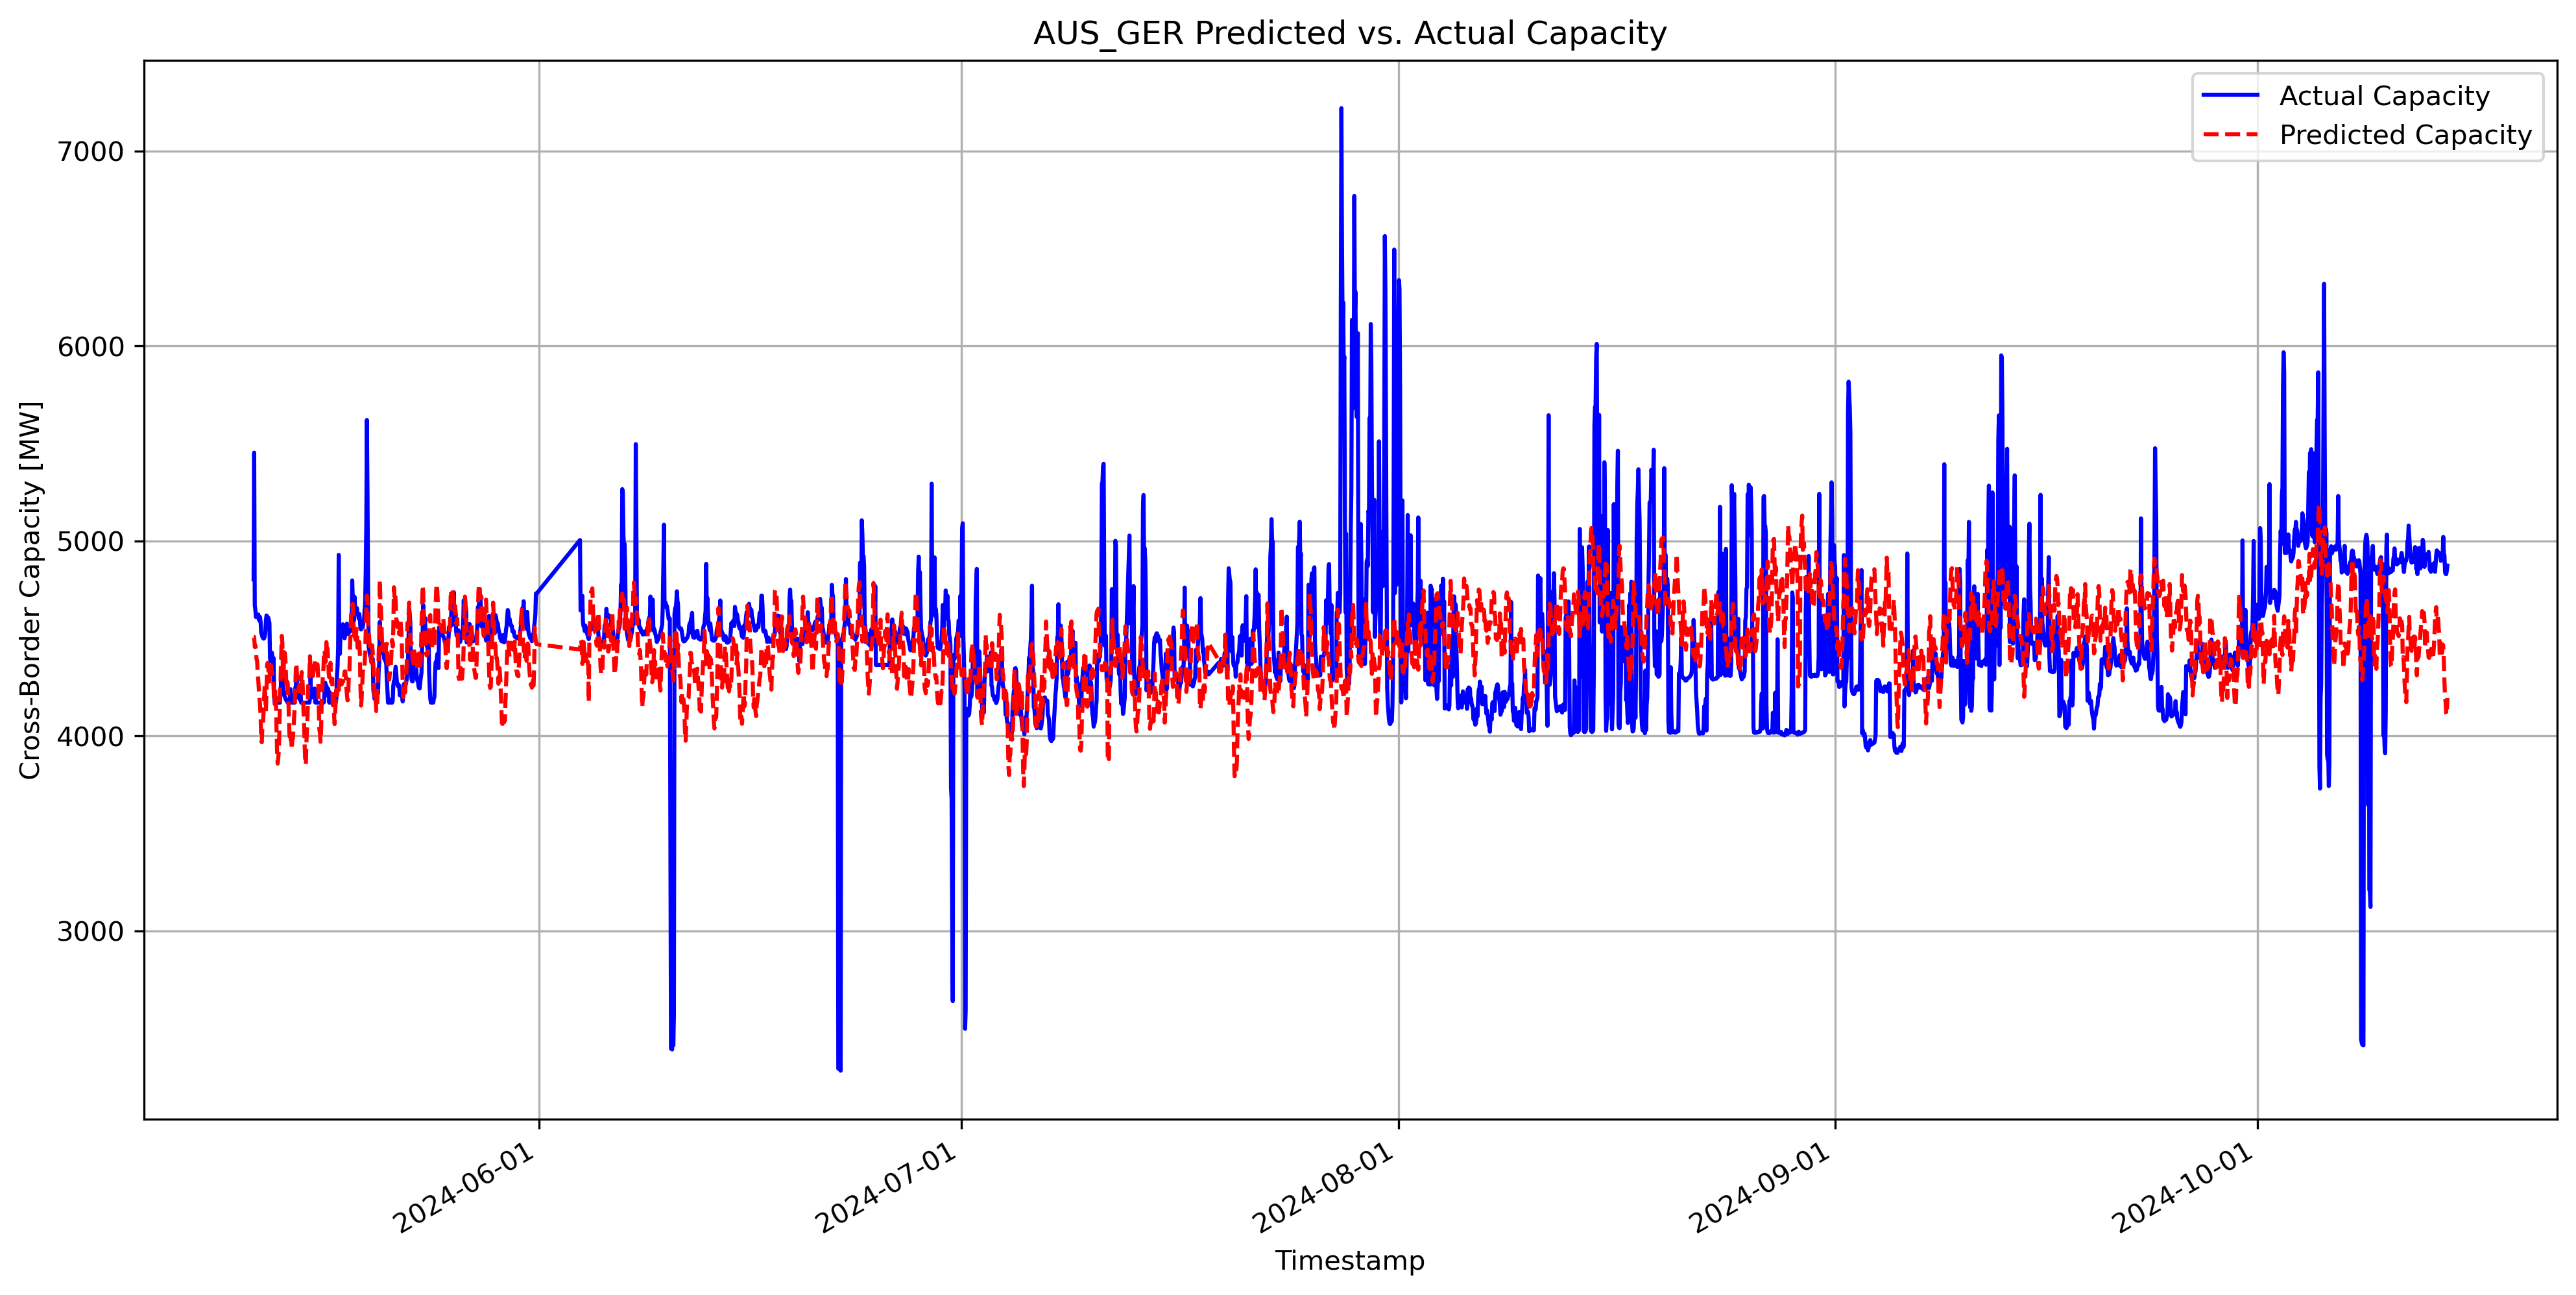 AUS_GER Predicted vs. Actual Capacity
Actual Capacity
Predicted Capacity
Cross-Border Capacity [MW]
7000
6000
5000
4000
3000
2024-06-01
2024-07-01
2024-08-01
2024-09-01
2024-10-01
Timestamp